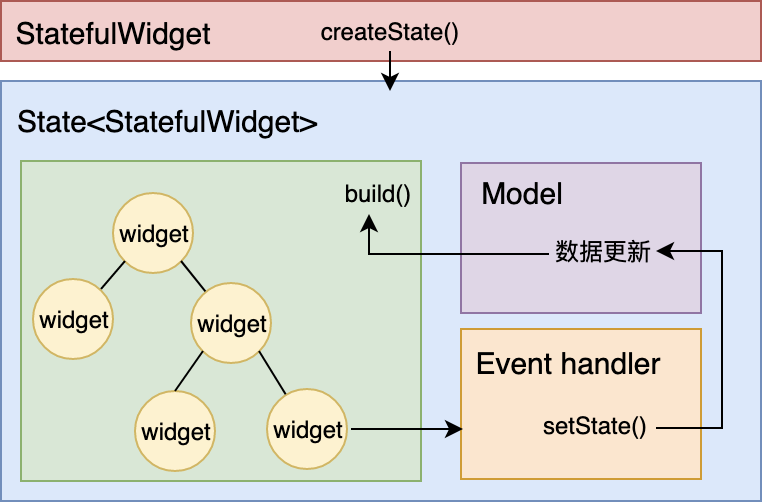 StatefulWidget
createState()
State<StatefulWidget>
build()
Model
widget
数据更新
widget
widget
Event handler
widget
widget
setState()